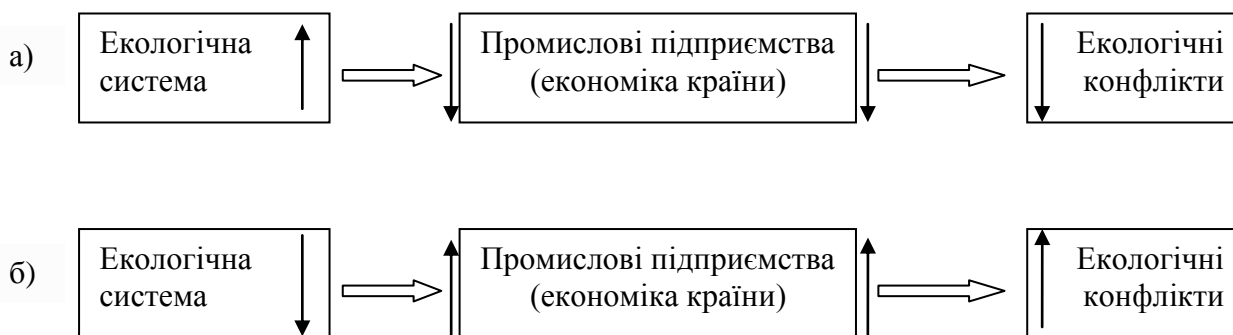 а)
Екологічна
система
Промислові підприємства
(економіка країни)
Екологічні
конфлікти
б)
Екологічна
система
Промислові підприємства
(економіка країни)
Екологічні
конфлікти